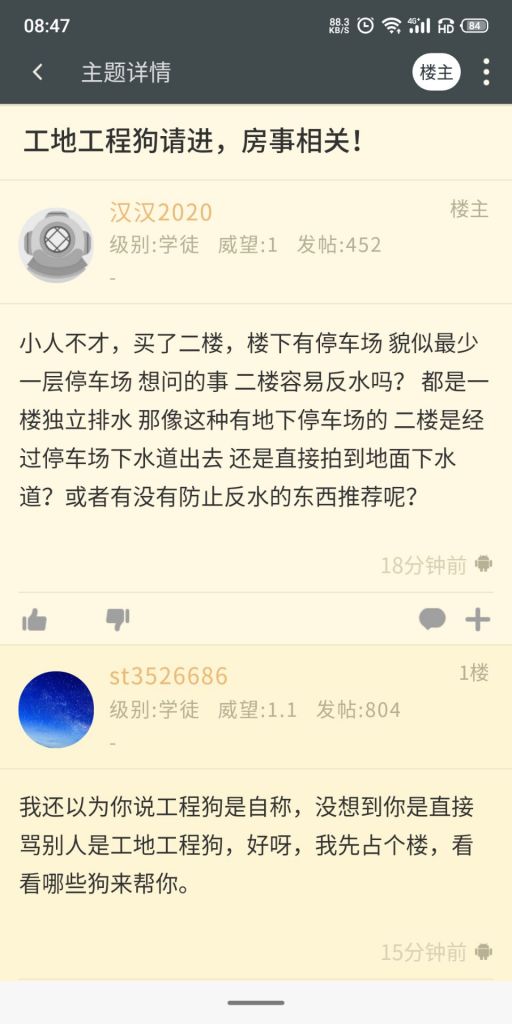 08:47
88.3
KB/S
4G+
HD
84
主题详情
楼主
工地工程狗请进，房事相关！
汉汉2020
楼主
级别:学徒 威望:1 发帖:452
-
小人不才，买了二楼，楼下有停车场 貌似最少
一层停车场 想问的事 二楼容易反水吗？ 都是一
楼独立排水 那像这种有地下停车场的 二楼是经
过停车场下水道出去 还是直接拍到地面下水
道？或者有没有防止反水的东西推荐呢？
18分钟前
st3526686
1楼
级别:学徒 威望:1.1 发帖:804
-
我还以为你说工程狗是自称，没想到你是直接
骂别人是工地工程狗，好呀，我先占个楼，看
看哪些狗来帮你。
15分钟前